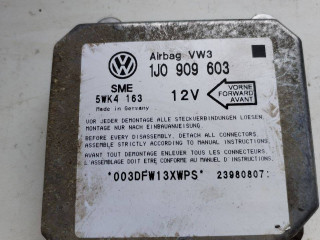 Airbag VW3
1J0 909 603
SME
5WK4 163
12V
VORNE
FORWARD
AVANT
Made in Germany
VOR JEDER DEMONTAGE ALLE STECKVERBINDUNGEN LOESEN.
MONTAGE NUR NACH EINBAUANWEISUNG.
BEFORE EVERY DISASSEMBLY, DETACH ALL CONNECTORS.
ASSEMBLE STRICTLY ACCORDING TO MANUAL INSTRUCTIONS.
AVANT TOUT DEMONTAGE ENLEVER TOUS LES CONNECTEURS.
L'ASSEMBLAGE DOIT ETRE CONFORME AU MANUEL D'INSTRUCTIONS.
*003DFW13XWPS* 23980807: